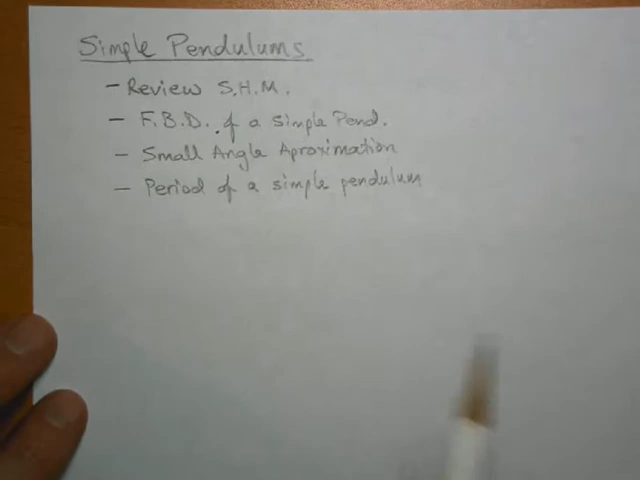 Simple Pendulums
- Review S.H.M.
- F.B.D. of a Simple Pend.
- Small Angle Aproximation
- Period of a simple pendulum